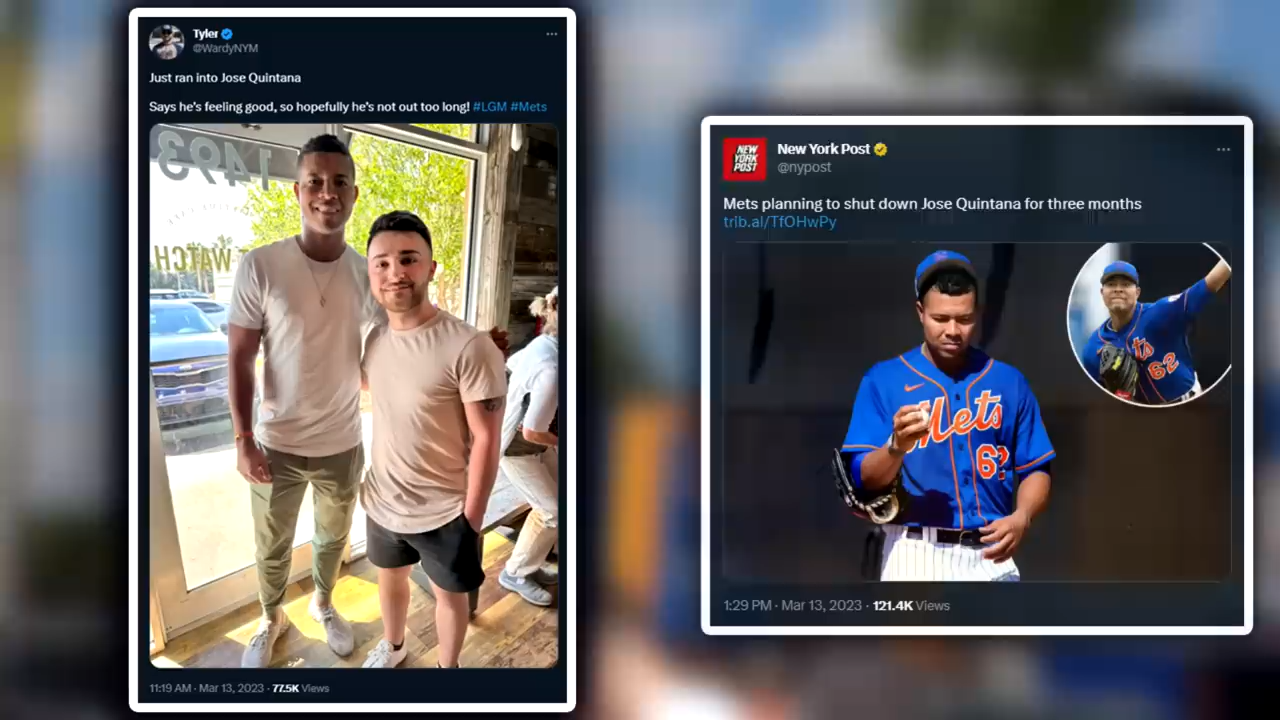 Tyler
@WardyNYM
Just ran into Jose Quintana
Says he's feeling good, so hopefully he's not out too long! #LGM #Mets
1493
WATCH
11:19 AM · Mar 13, 2023 · 77.5K Views
NEW
YORK
POST
New York Post
@nypost
Mets planning to shut down Jose Quintana for three months
trib.al/TfOHwPy
Mets
62
ts
62
1:29 PM · Mar 13, 2023 · 121.4K Views